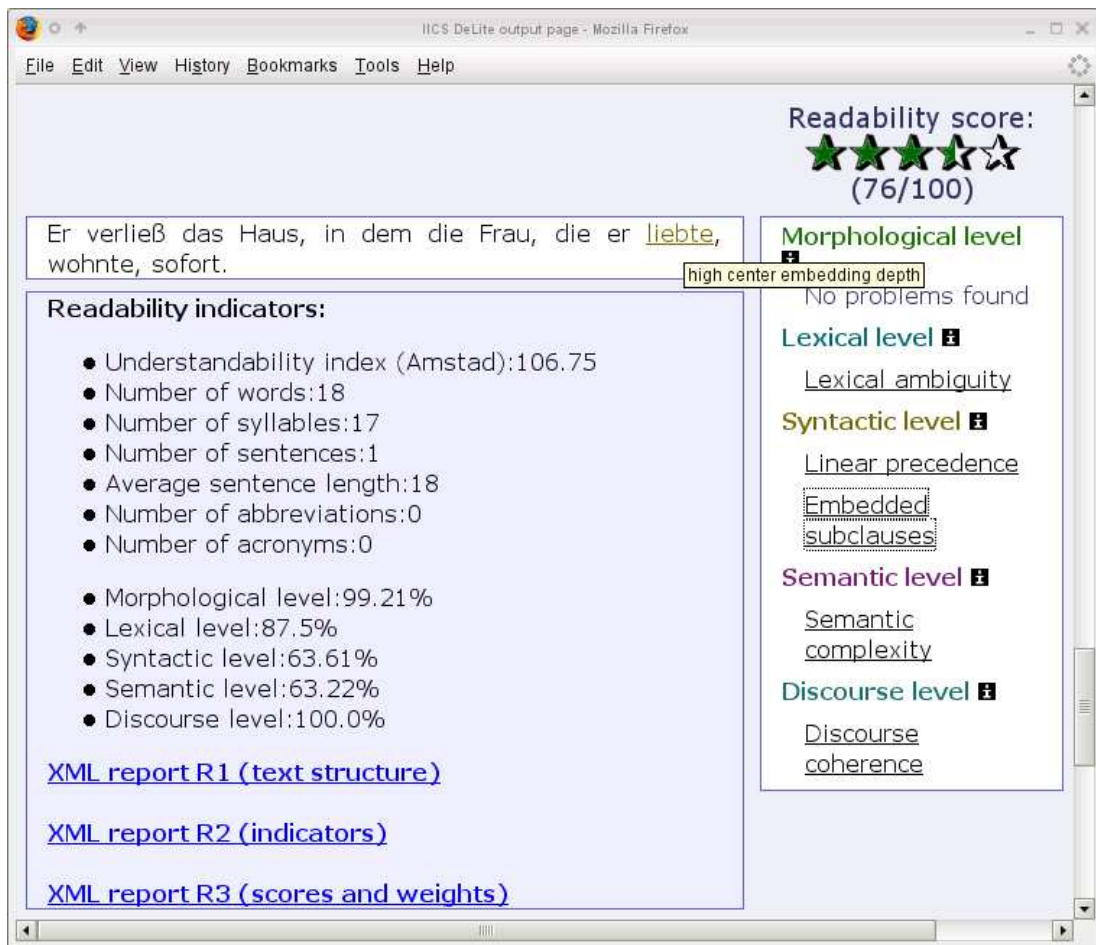 IICS DeLite output page - Mozilla Firefox
File Edit View History Bookmarks Tools Help
Readability score:
(76/100)
Er verließ das Haus, in dem die Frau, die er liebte,
wohnte, sofort.
high center embedding depth
Readability indicators:
Understandability index (Amstad):106.75
Number of words:18
Number of syllables:17
Number of sentences:1
Average sentence length:18
Number of abbreviations:0
Number of acronyms:0
Morphological level:99.21%
Lexical level:87.5%
Syntactic level:63.61%
Semantic level:63.22%
Discourse level:100.0%
XML report R1 (text structure)
XML report R2 (indicators)
XML report R3 (scores and weights)
Morphological level
No problems found
Lexical level
Lexical ambiguity
Syntactic level
Linear precedence
Embedded
subclauses
Semantic level
Semantic
complexity
Discourse level
Discourse
coherence